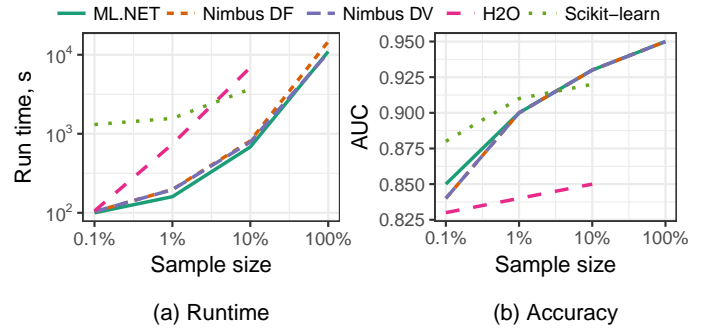 ML.NET Nimbus DF Nimbus DV H2O Scikit−learn
Run time, s
10^4
10^3
10^2
0.1% 1% 10% 100%
Sample size
(a) Runtime
AUC
0.950
0.925
0.900
0.875
0.850
0.825
0.1% 1% 10% 100%
Sample size
(b) Accuracy